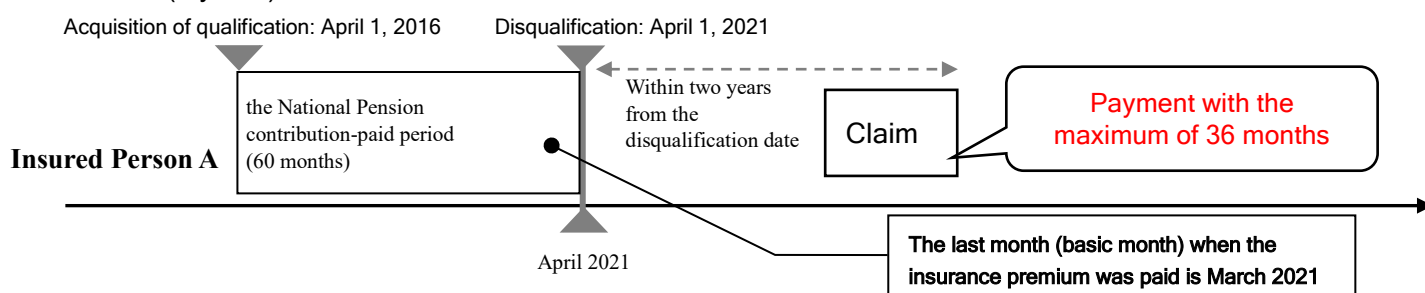 Acquisition of qualification: April 1, 2016
Disqualification: April 1, 2021
the National Pension
contribution-paid period
(60 months)
Within two years
from the
disqualification date
Claim
Payment with the
maximum of 36 months
Insured Person A
April 2021
The last month (basic month) when the
insurance premium was paid is March 2021